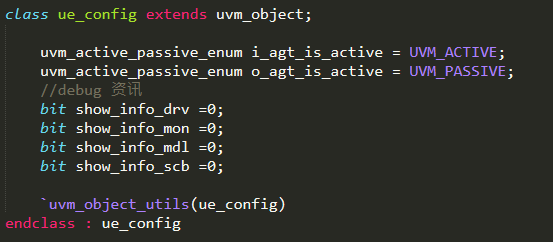 class ue_config extends uvm_object;
uvm_active_passive_enum i_agt_is_active = UVM_ACTIVE;
uvm_active_passive_enum o_agt_is_active = UVM_PASSIVE;
//debug 资讯
bit show_info_drv =0;
bit show_info_mon =0;
bit show_info_mdl =0;
bit show_info_scb =0;
`uvm_object_utils(ue_config)
endclass : ue_config